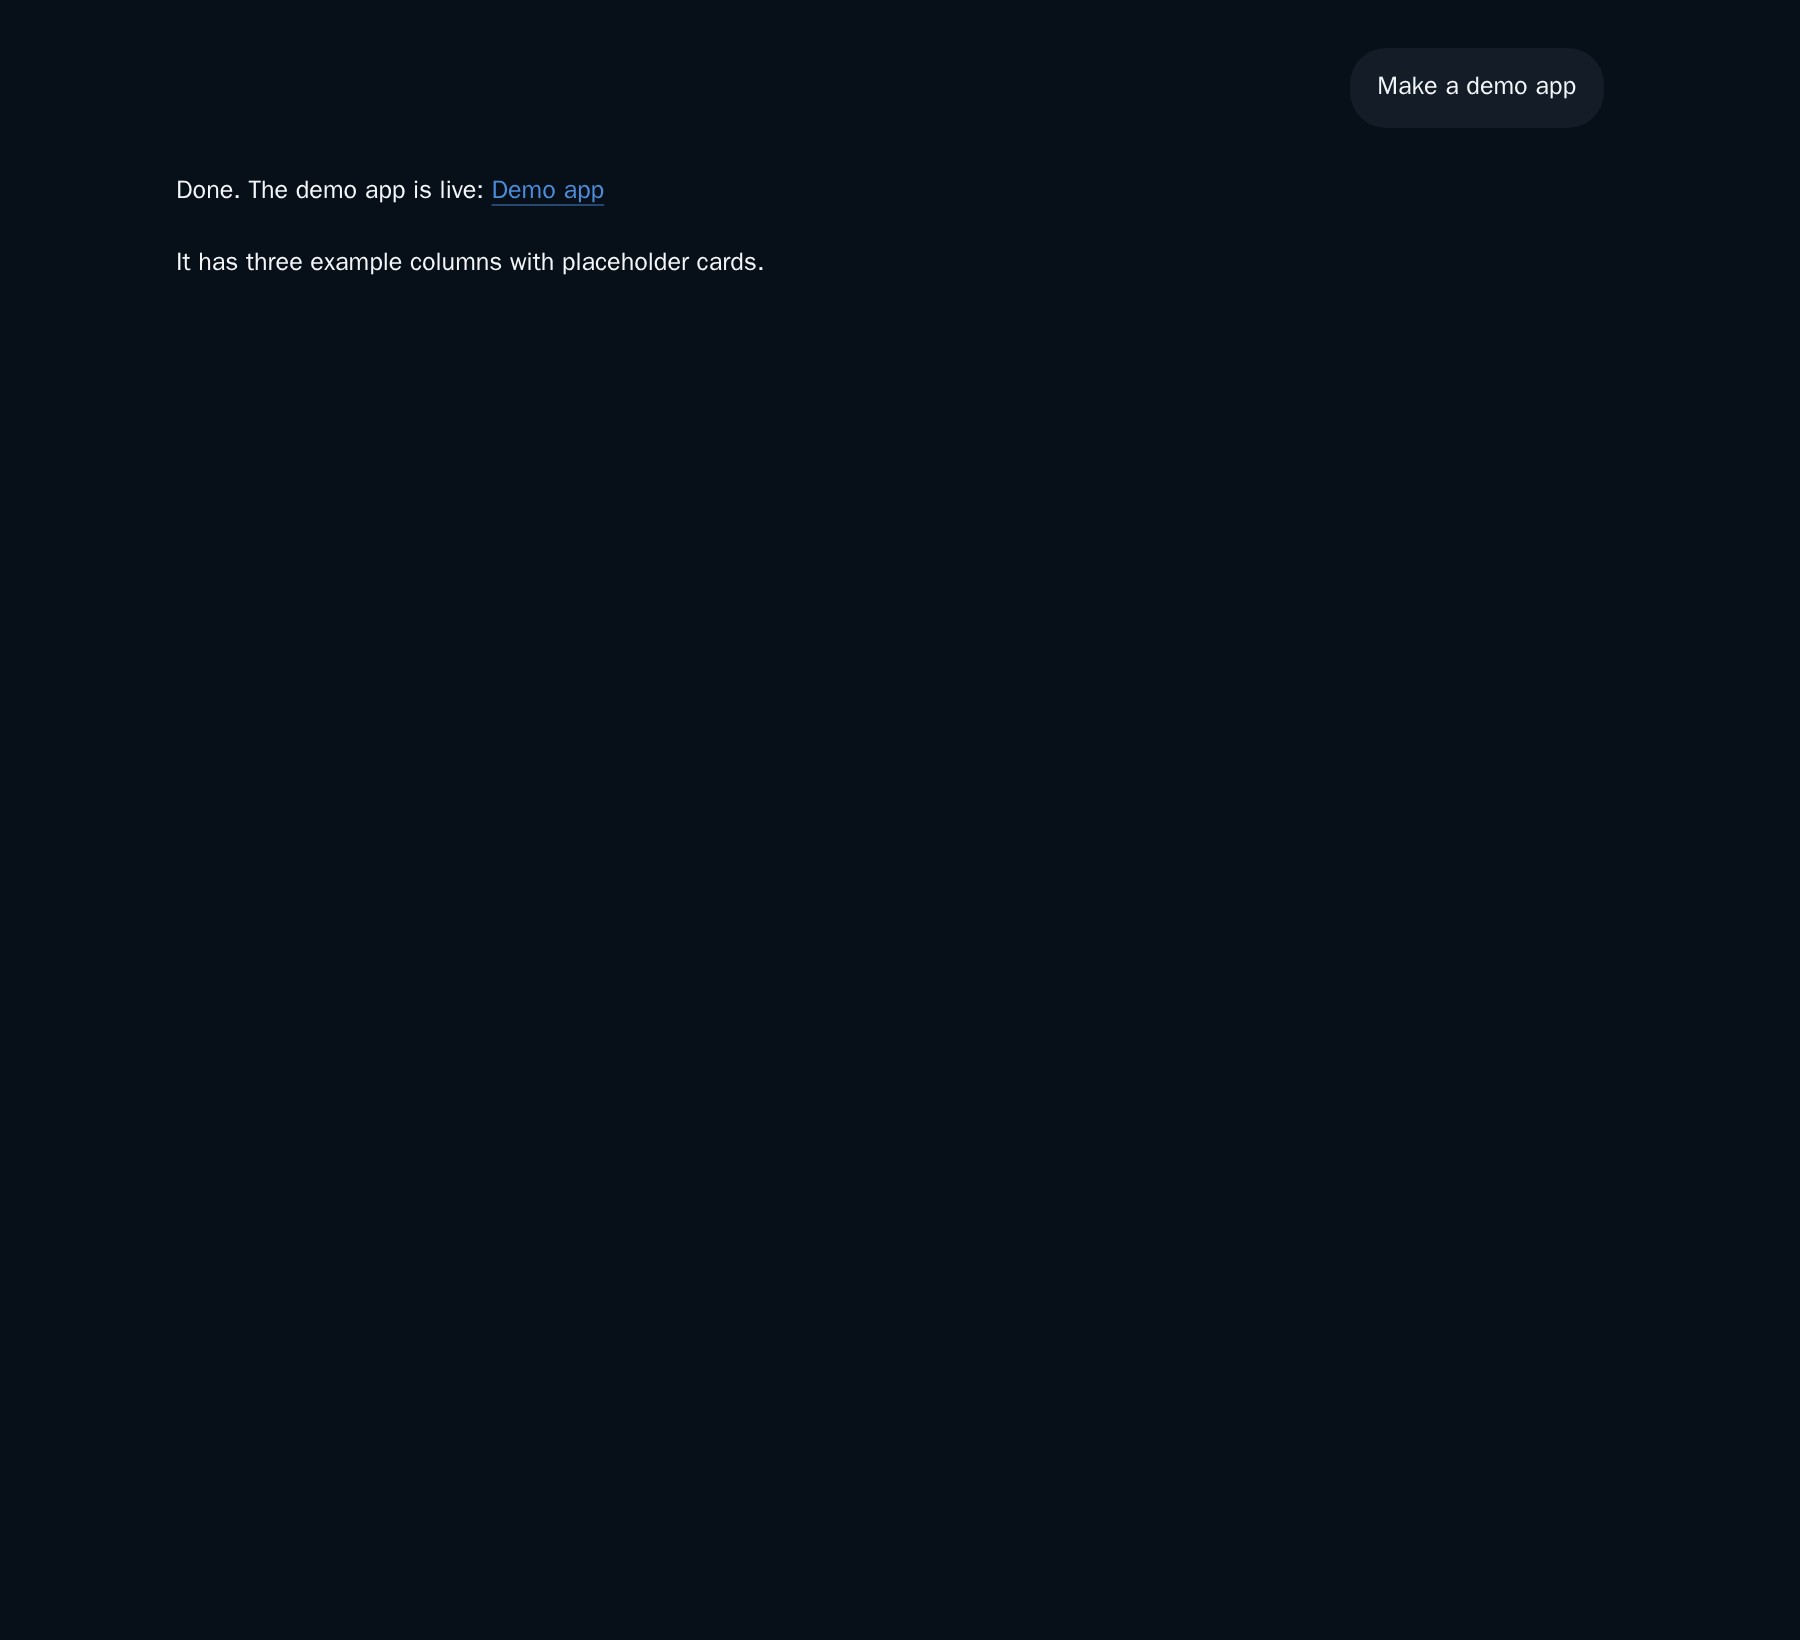 Make a demo app
Done. The demo app is live: Demo app
It has three example columns with placeholder cards.